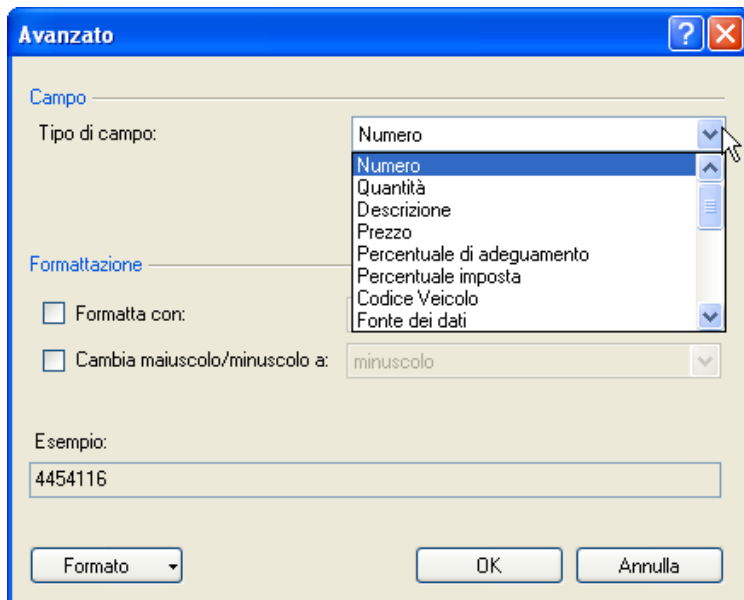 Avanzato
Campo
Tipo di campo:
Numero
Numero
Quantità
Descrizione
Prezzo
Percentuale di adeguamento
Percentuale imposta
Codice Veicolo
Fonte dei dati
Formattazione
Formatta con:
Cambia maiuscolo/minuscolo a:
minuscolo
Esempio:
4454116
Formato
OK
Annulla